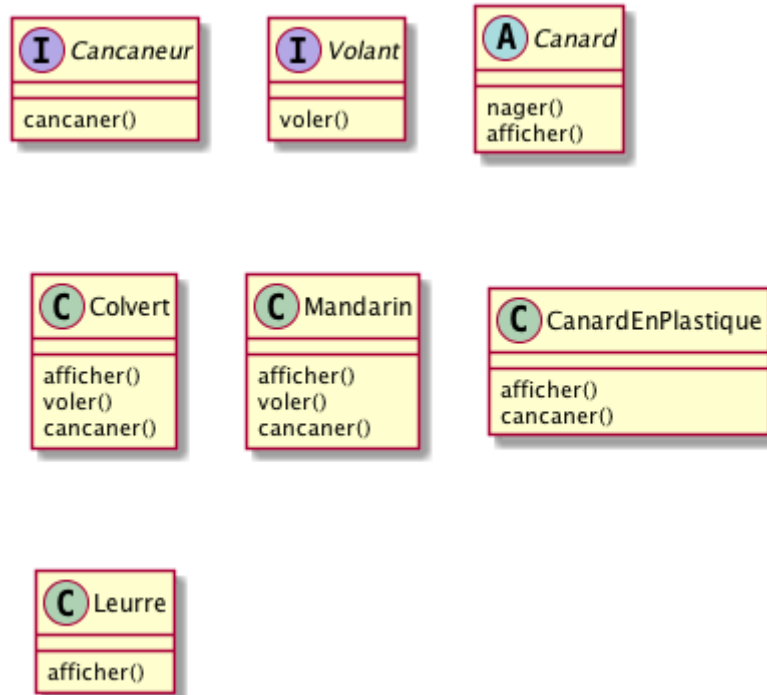 I Cancaneur
cancaner()
I Volant
voler()
A Canard
nager()
afficher()
C Colvert
afficher()
voler()
cancaner()
C Mandarin
afficher()
voler()
cancaner()
C CanardEnPlastique
afficher()
cancaner()
C Leurre
afficher()